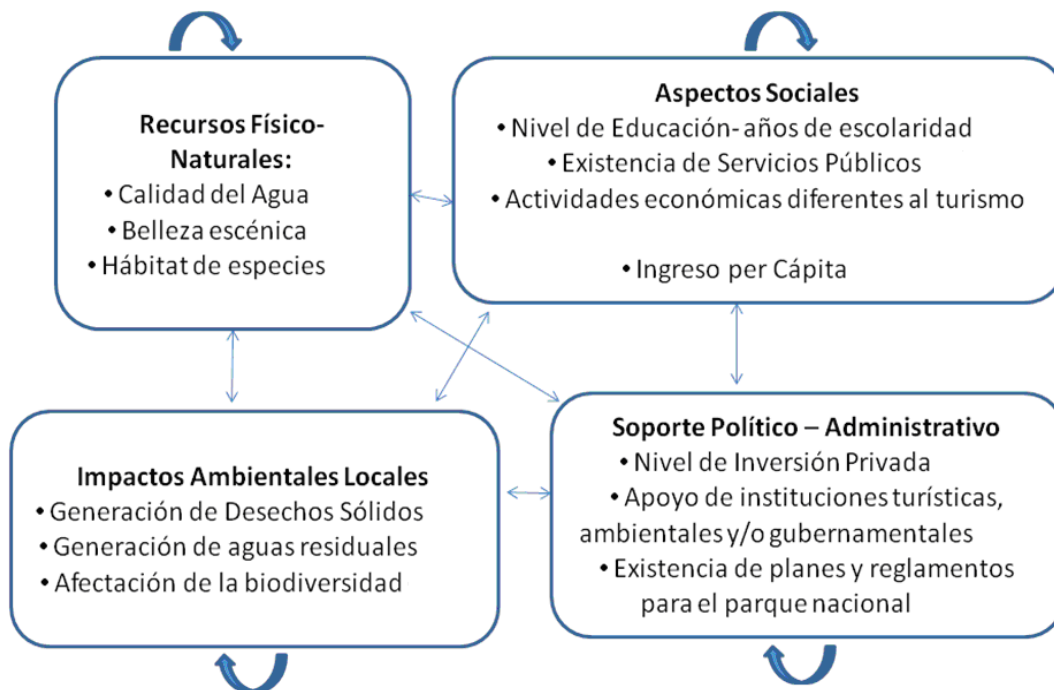 Recursos Físico-
Naturales:
• Calidad del Agua
• Belleza escénica
• Hábitat de especies
Aspectos Sociales
• Nivel de Educación- años de escolaridad
• Existencia de Servicios Públicos
• Actividades económicas diferentes al turismo
• Ingreso per Cápita
Impactos Ambientales Locales
• Generación de Desechos Sólidos
• Generación de aguas residuales
• Afectación de la biodiversidad
Soporte Político – Administrativo
• Nivel de Inversión Privada
• Apoyo de instituciones turísticas,
ambientales y/o gubernamentales
• Existencia de planes y reglamentos
para el parque nacional